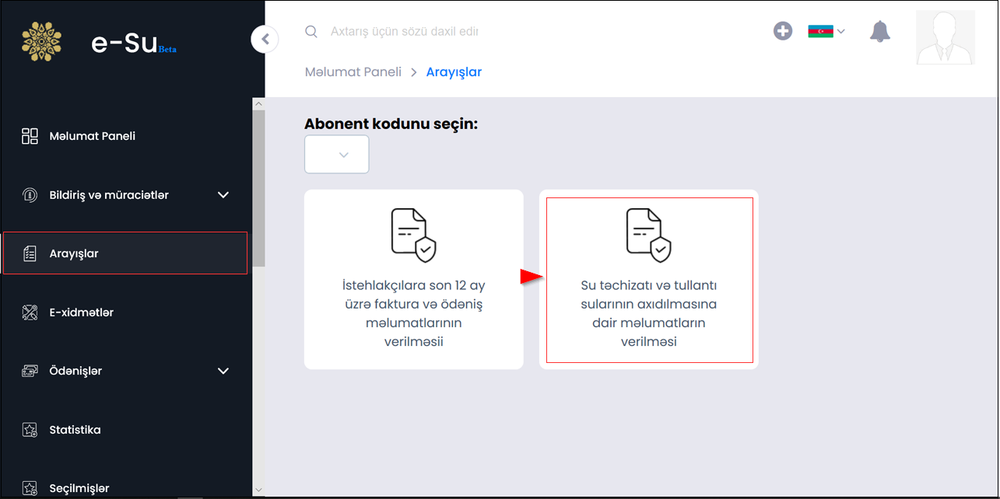 e-Su Beta
Axtarış üçün sözü daxil edir
Məlumat Paneli > Arayışlar
Məlumat Paneli
Bildiriş və müraciətlər
Arayışlar
E-xidmətlər
Ödənişlər
Statistika
Seçilmişlər
Abonent kodunu seçin:
İstehlakçılara son 12 ay
üzrə faktura və ödəniş
məlumatlarının
verilməsii
Su təchizatı və tullantı
sularının axıdılmasına
dair məlumatların
verilməsi